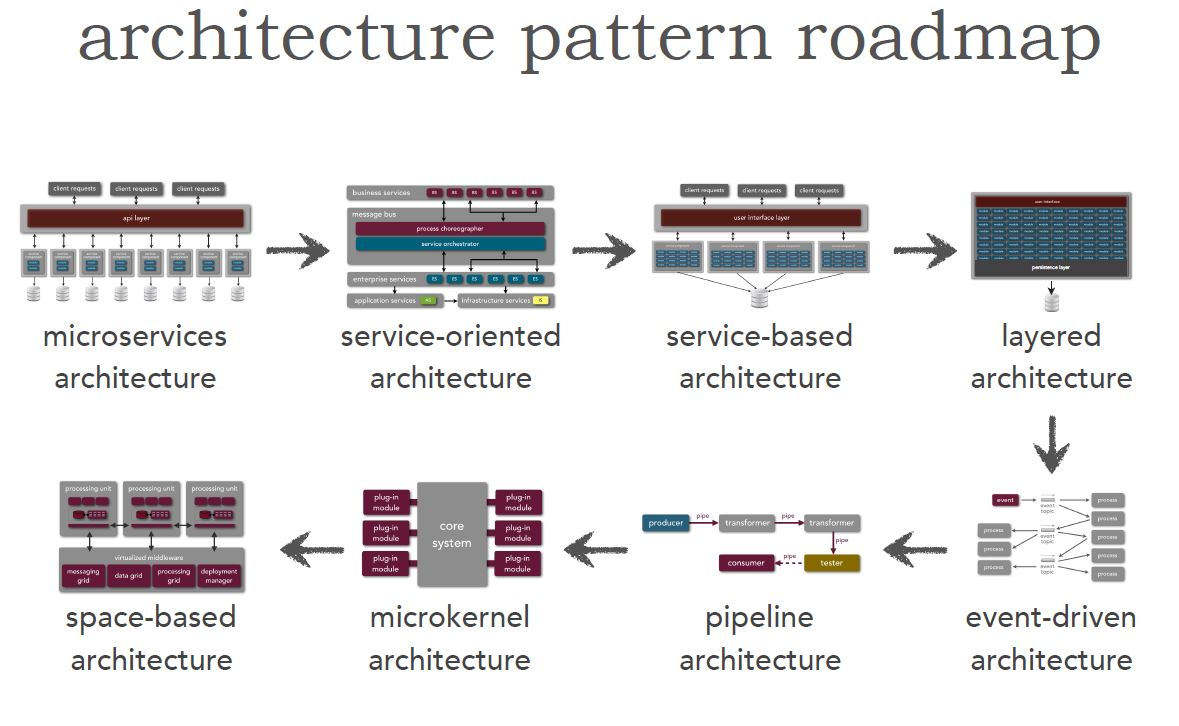 architecture pattern roadmap
client requests client requests client requests
api layer
microservices
architecture
business services BS BS BS BS BS BS
message bus
process choreographer
service orchestrator
enterprise services ES ES ES ES ES ES
application services AS infrastructure services IS
service-oriented
architecture
client requests client requests client requests
user interface layer
service-based
architecture
user interface
persistence layer
layered
architecture
processing unit processing unit processing unit
virtualized middleware
messaging grid data grid processing grid deployment manager
space-based
architecture
plug-in module
plug-in module
plug-in module
core system
plug-in module
plug-in module
plug-in module
microkernel
architecture
producer pipe transformer pipe transformer
pipe
consumer pipe tester
pipeline
architecture
event
event topic
process
process
process
process
process
event topic
process
process
process
event-driven
architecture